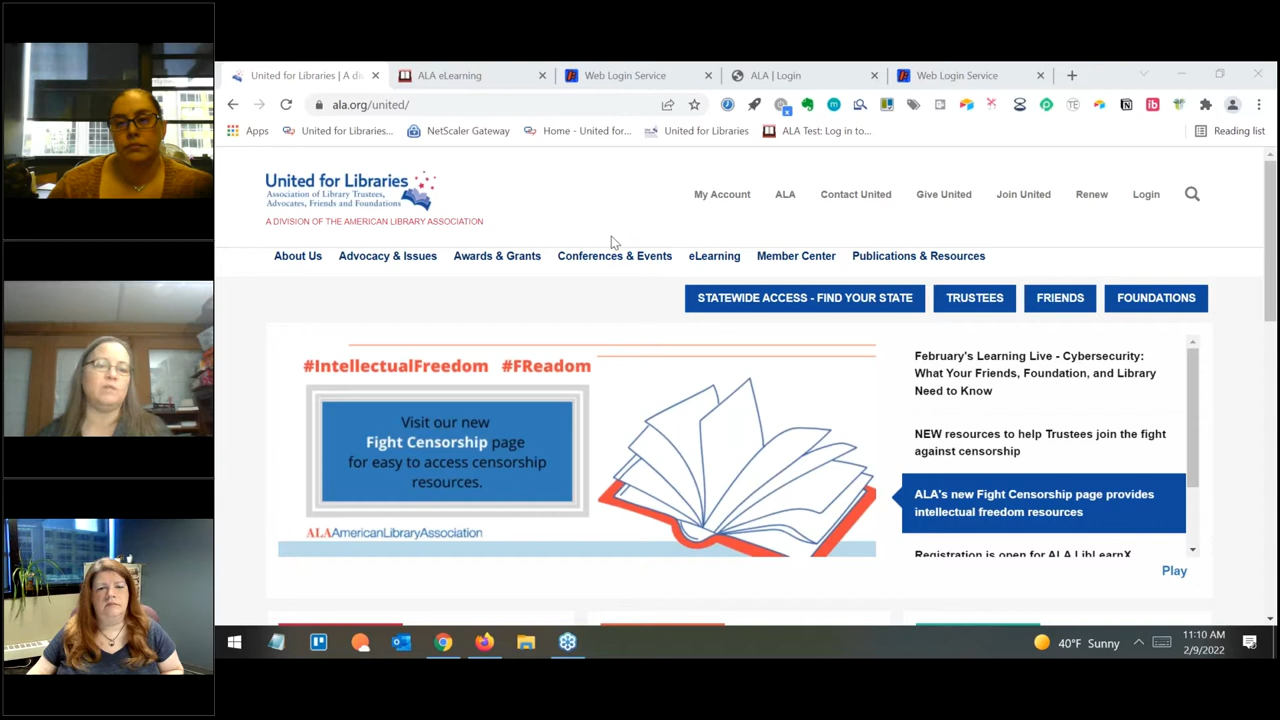 United for Libraries | A di
ALA eLearning
Web Login Service
ALA | Login
Web Login Service
ala.org/united/
Apps
United for Libraries...
NetScaler Gateway
Home - United for...
United for Libraries
ALA Test: Log in to...
Reading list
United for Libraries
Association of Library Trustees,
Advocates, Friends and Foundations
A DIVISION OF THE AMERICAN LIBRARY ASSOCIATION
My Account
ALA
Contact United
Give United
Join United
Renew
Login
About Us
Advocacy & Issues
Awards & Grants
Conferences & Events
eLearning
Member Center
Publications & Resources
STATEWIDE ACCESS - FIND YOUR STATE
TRUSTEES
FRIENDS
FOUNDATIONS
#IntellectualFreedom #FReadom
Visit our new
Fight Censorship page
for easy to access censorship
resources.
ALAAmericanLibraryAssociation
February's Learning Live - Cybersecurity:
What Your Friends, Foundation, and Library
Need to Know
NEW resources to help Trustees join the fight
against censorship
ALA's new Fight Censorship page provides
intellectual freedom resources
Registration is open for ALA LibLearnX
Play
40°F Sunny
11:10 AM
2/9/2022